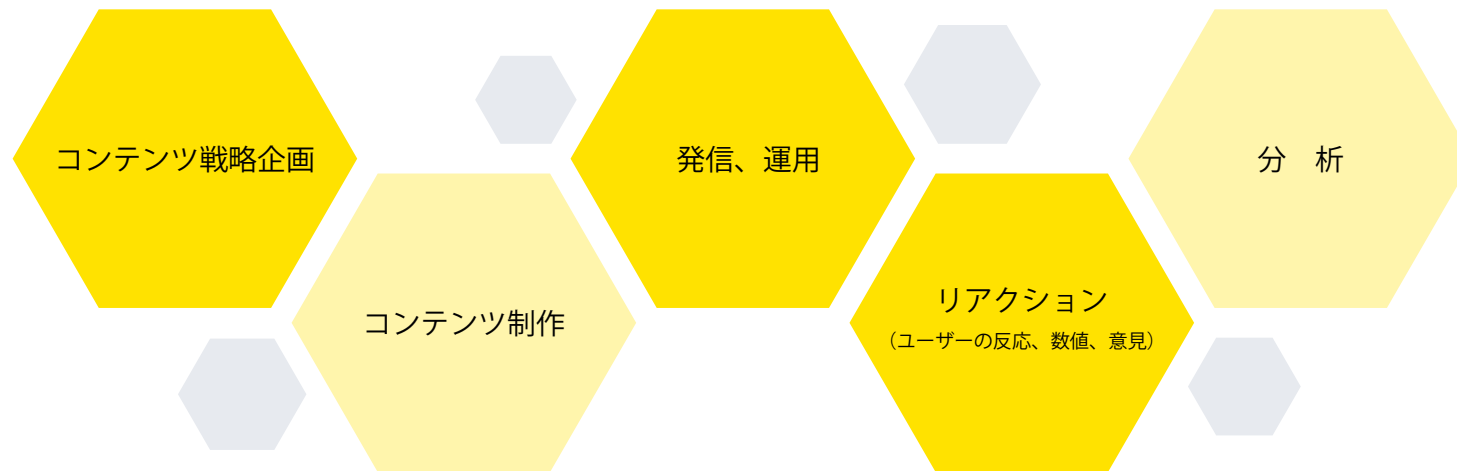 コンテンツ戦略企画
コンテンツ制作
発信、運用
リアクション
（ユーザーの反応、数値、意見）
分　析